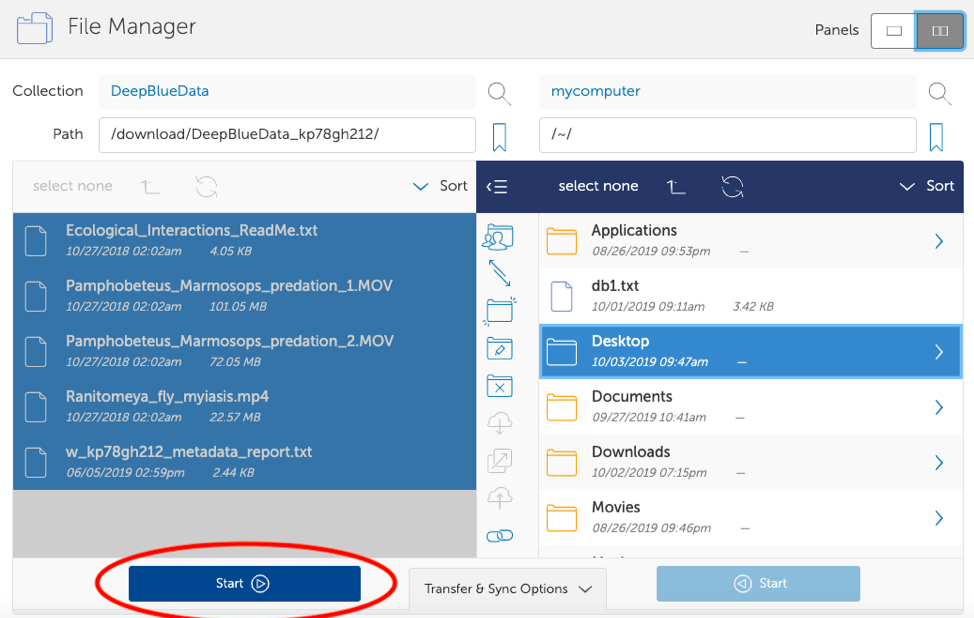 File Manager
Panels
Collection DeepBlueData mycomputer
Path /download/DeepBlueData_kp78gh212/ /~/
select none Sort select none Sort
Ecological_Interactions_ReadMe.txt
10/27/2018 02:02am 4.05 KB
Pamphobeteus_Marmosops_predation_1.MOV
10/27/2018 02:02am 101.05 MB
Pamphobeteus_Marmosops_predation_2.MOV
10/27/2018 02:02am 72.05 MB
Ranitomeya_fly_myiasis.mp4
10/27/2018 02:02am 22.57 MB
w_kp78gh212_metadata_report.txt
06/05/2019 02:59pm 2.44 KB
Applications
08/26/2019 09:53pm —
db1.txt
10/01/2019 09:11am 3.42 KB
Desktop
10/03/2019 09:47am —
Documents
09/27/2019 10:41am —
Downloads
10/02/2019 07:15pm —
Movies
08/26/2019 09:46pm —
Start Transfer & Sync Options Start